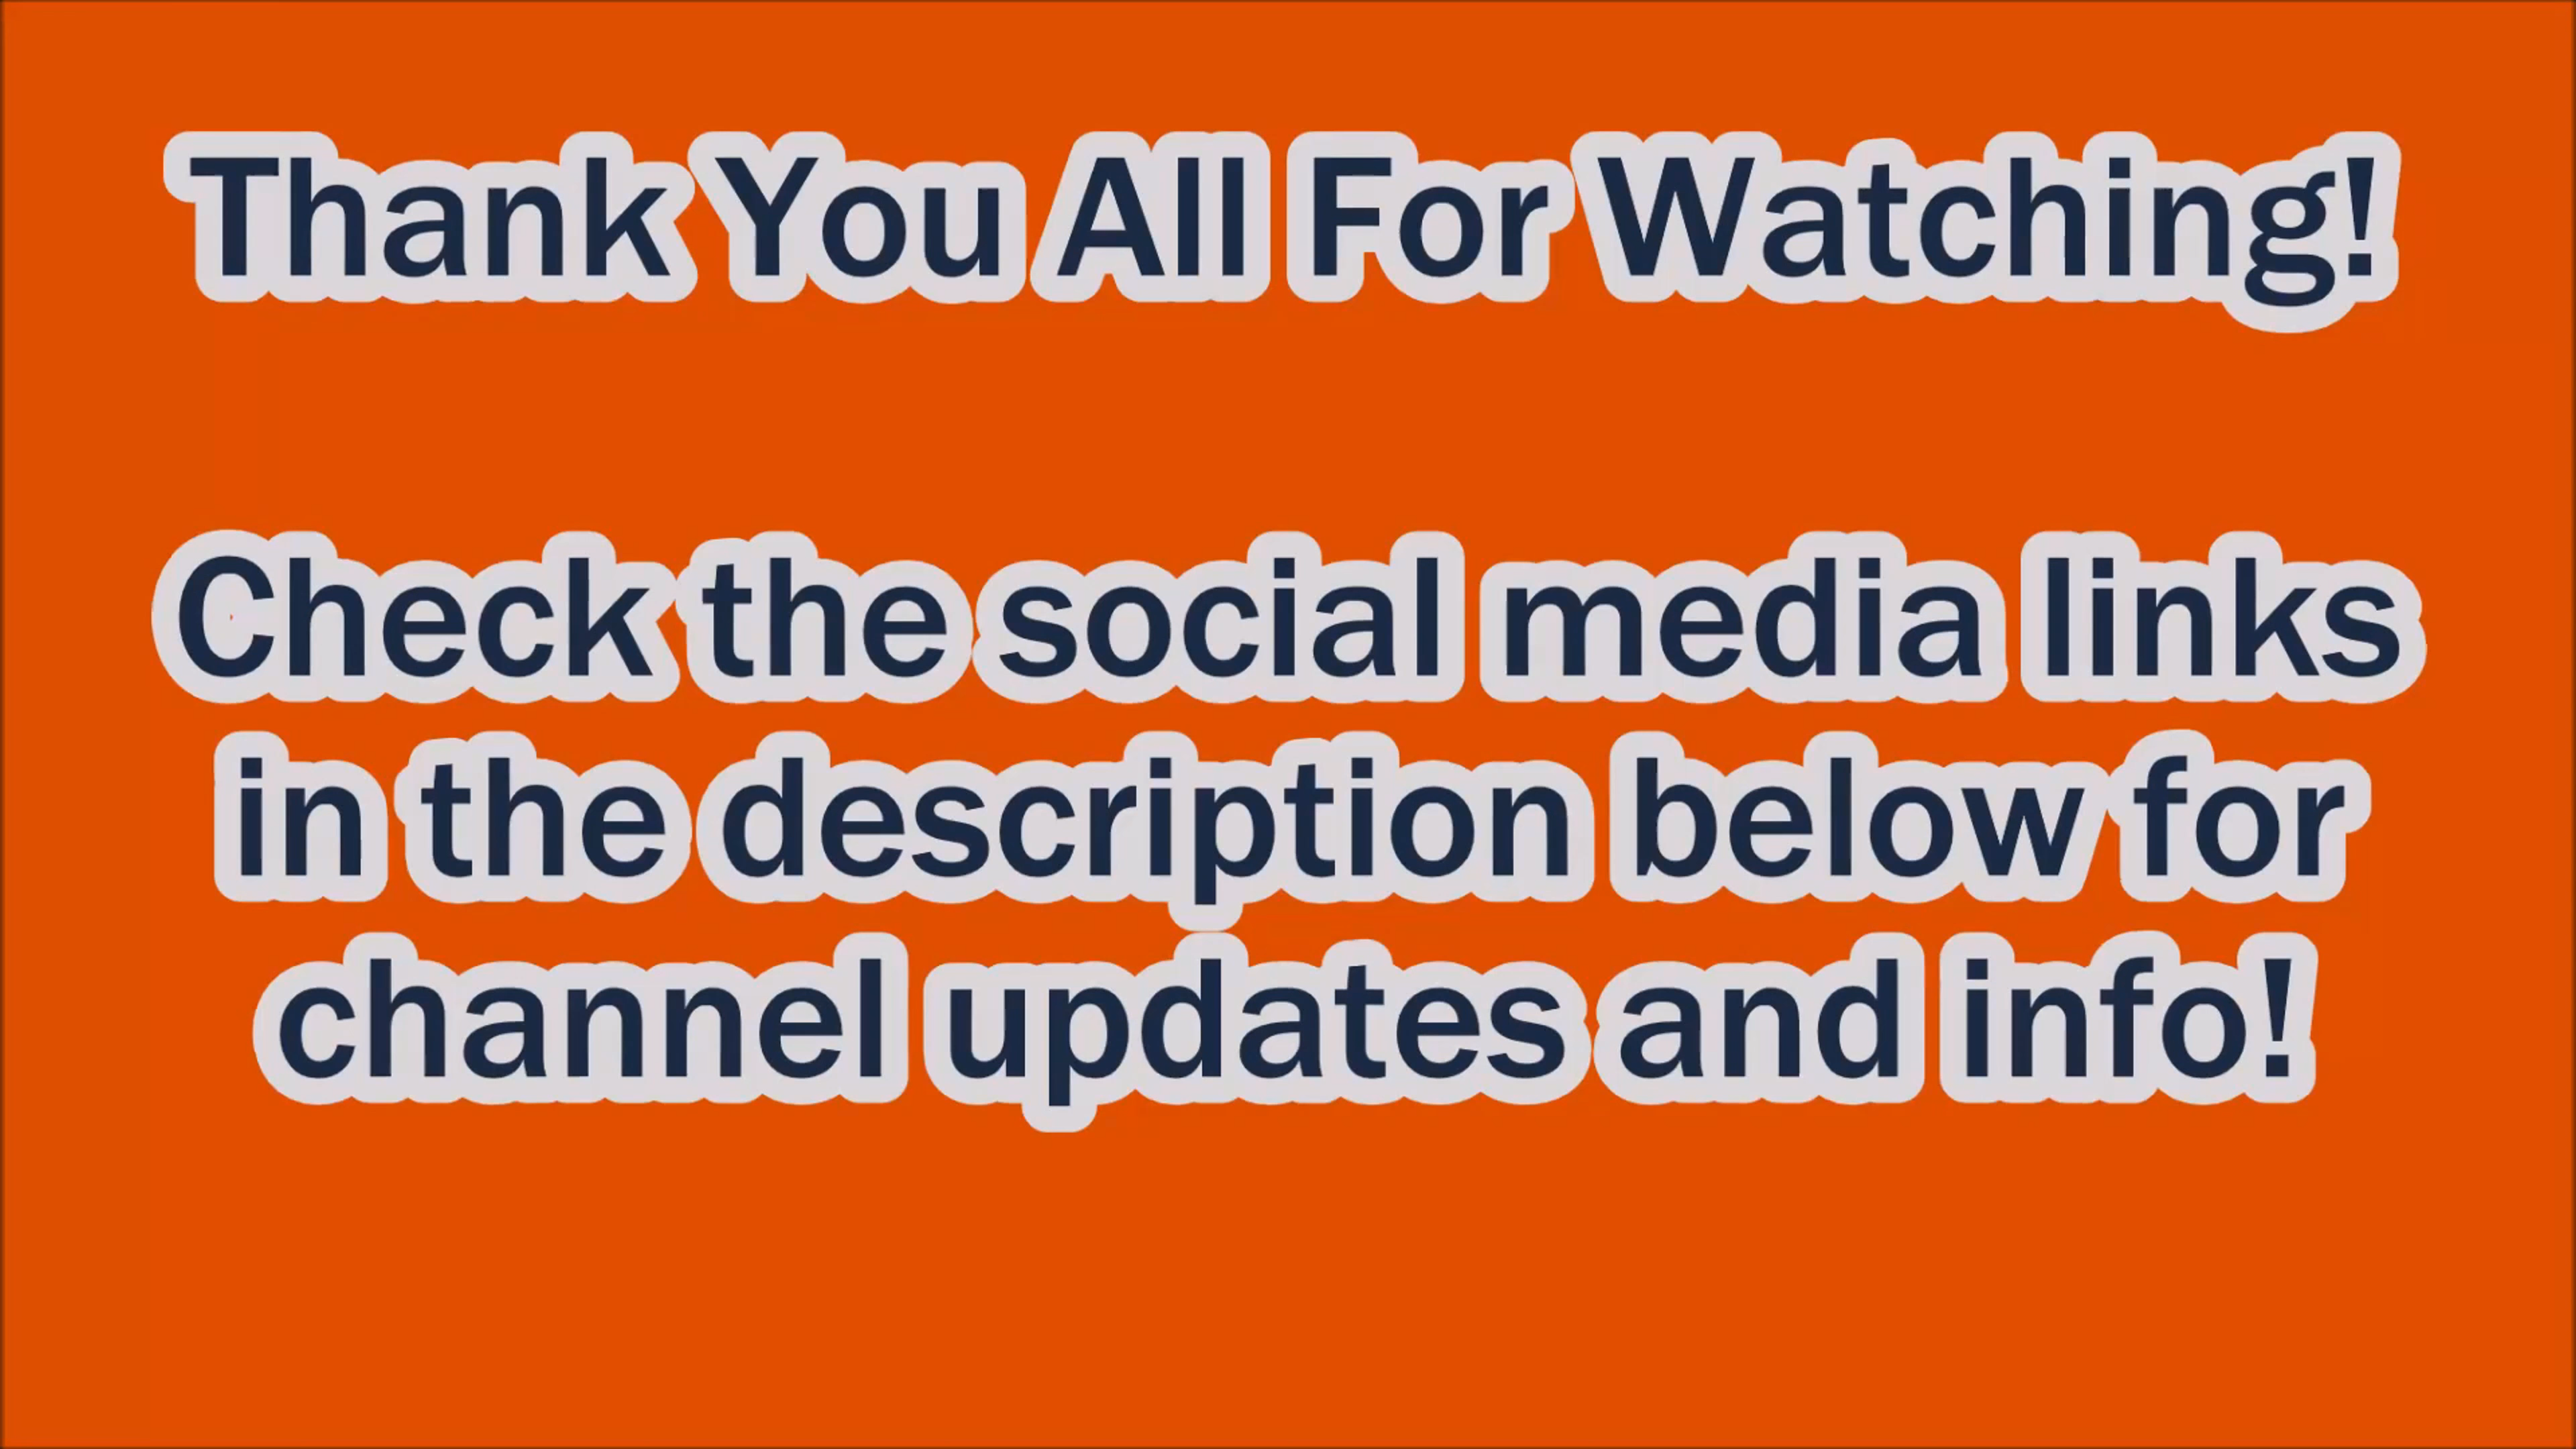 Thank You All For Watching!
Check the social media links
in the description below for
channel updates and info!